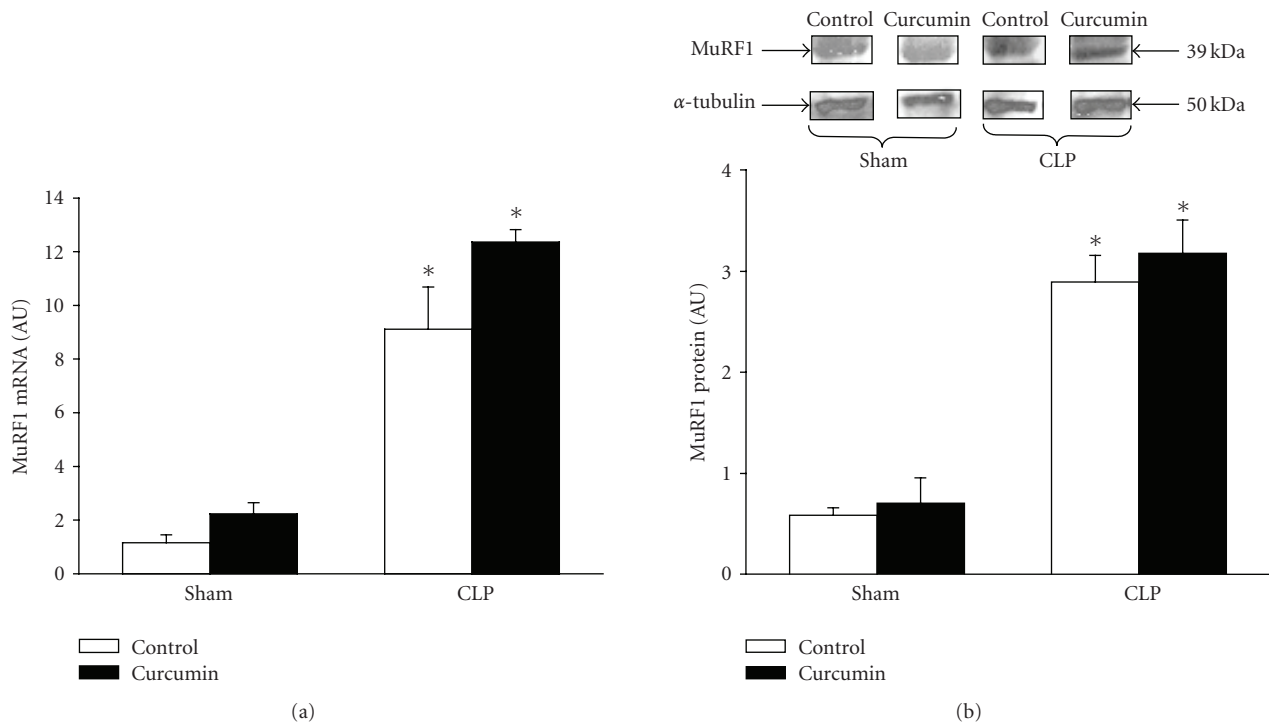 14
12
10
8
6
4
2
0
MuRF1 mRNA (AU)
*
*
Sham CLP
Control
Curcumin
(a)
Control Curcumin Control Curcumin
MuRF1 39 kDa
α-tubulin 50 kDa
Sham CLP
4
3
2
1
0
MuRF1 protein (AU)
*
*
Sham CLP
Control
Curcumin
(b)